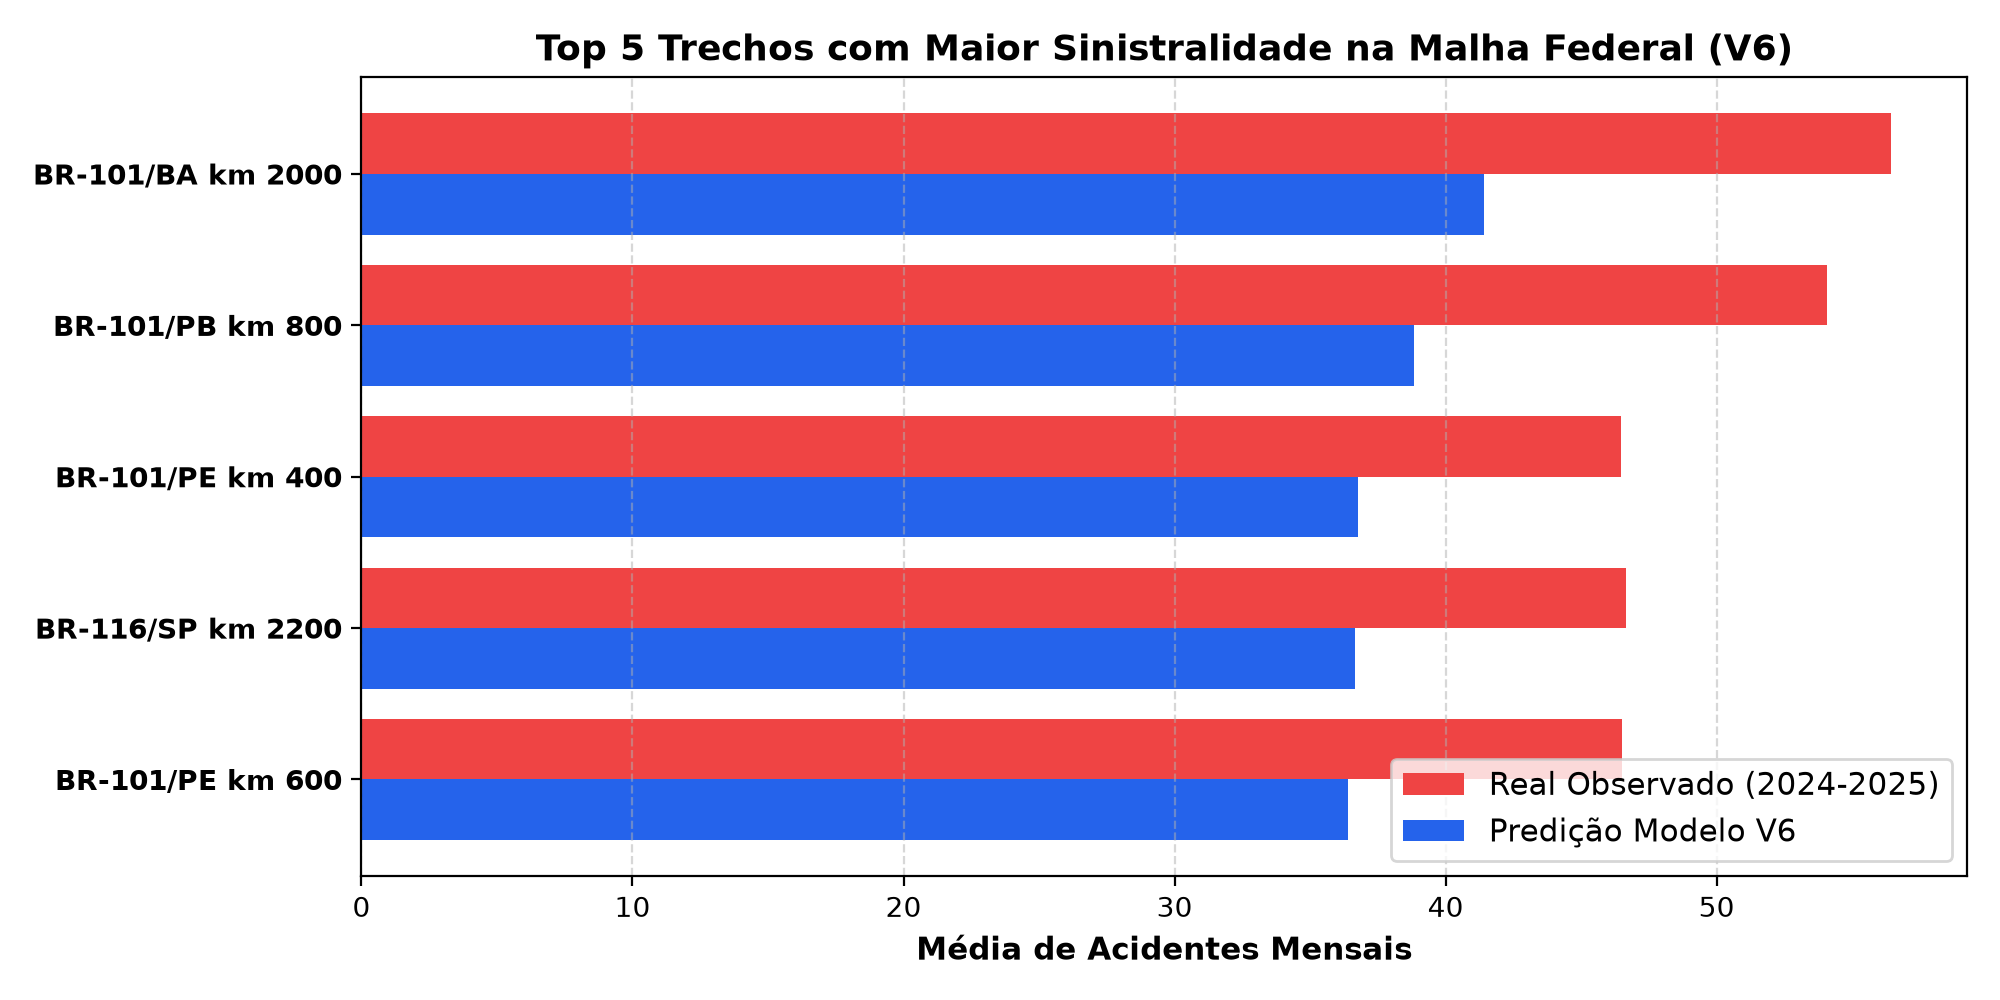 Top 5 Trechos com Maior Sinistralidade na Malha Federal (V6)
BR-101/BA km 2000
BR-101/PB km 800
BR-101/PE km 400
BR-116/SP km 2200
BR-101/PE km 600
Real Observado (2024-2025)
Predição Modelo V6
0 10 20 30 40 50
Média de Acidentes Mensais